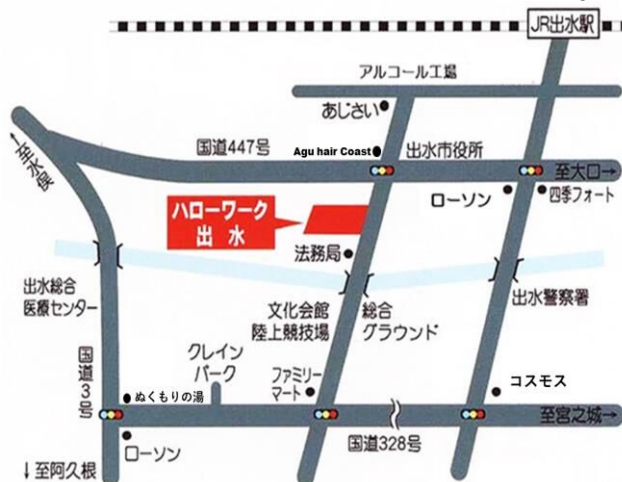 JR出水駅
アルコール工場
あじさい
国道447号
Agu hair Coast
出水市役所
至大口→
←至水俣
ローソン
四季フォート
ハローワーク
出水
法務局
出水総合
医療センター
文化会館
陸上競技場
総合
グラウンド
出水警察署
国道3号
クレイン
パーク
ファミリー
マート
コスモス
ぬくもりの湯
至宮之城→
ローソン
国道328号
↓至阿久根